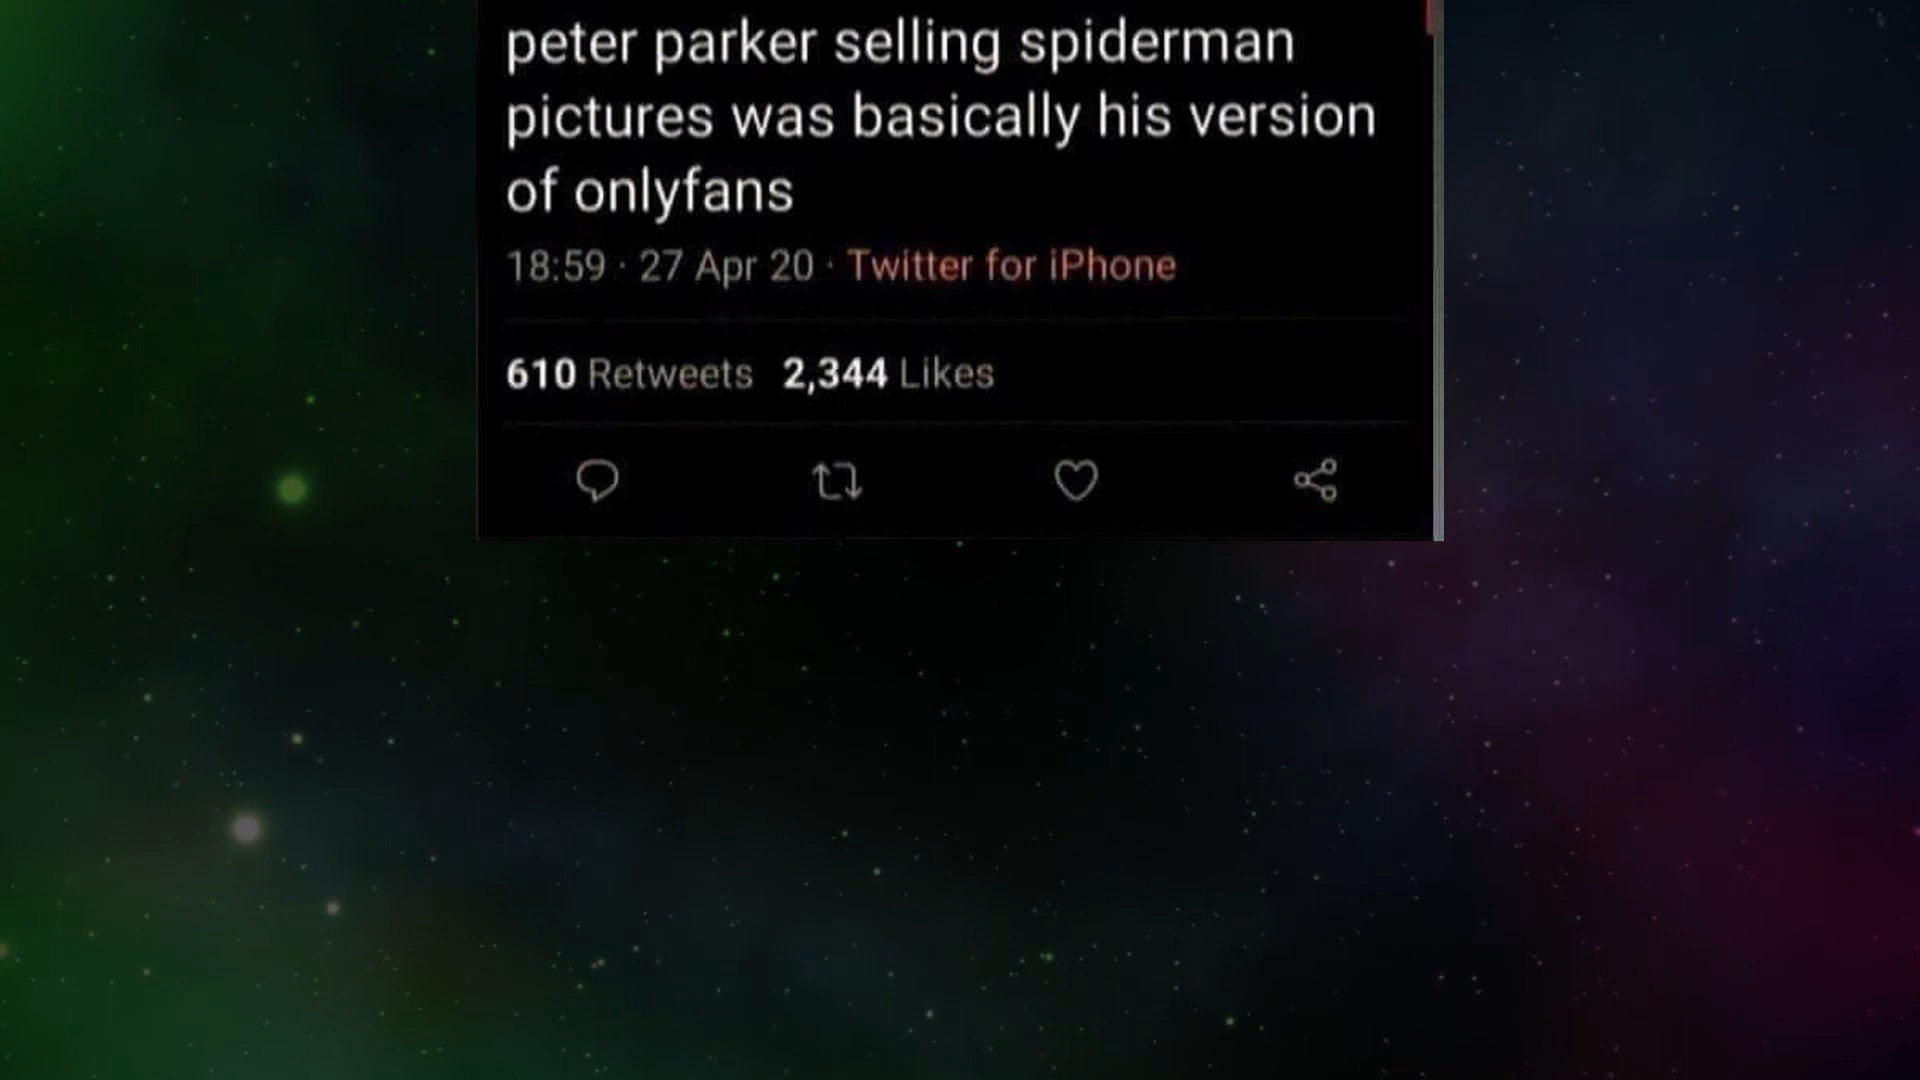 peter parker selling spiderman
pictures was basically his version
of onlyfans
18:59 · 27 Apr 20 · Twitter for iPhone
610 Retweets 2,344 Likes